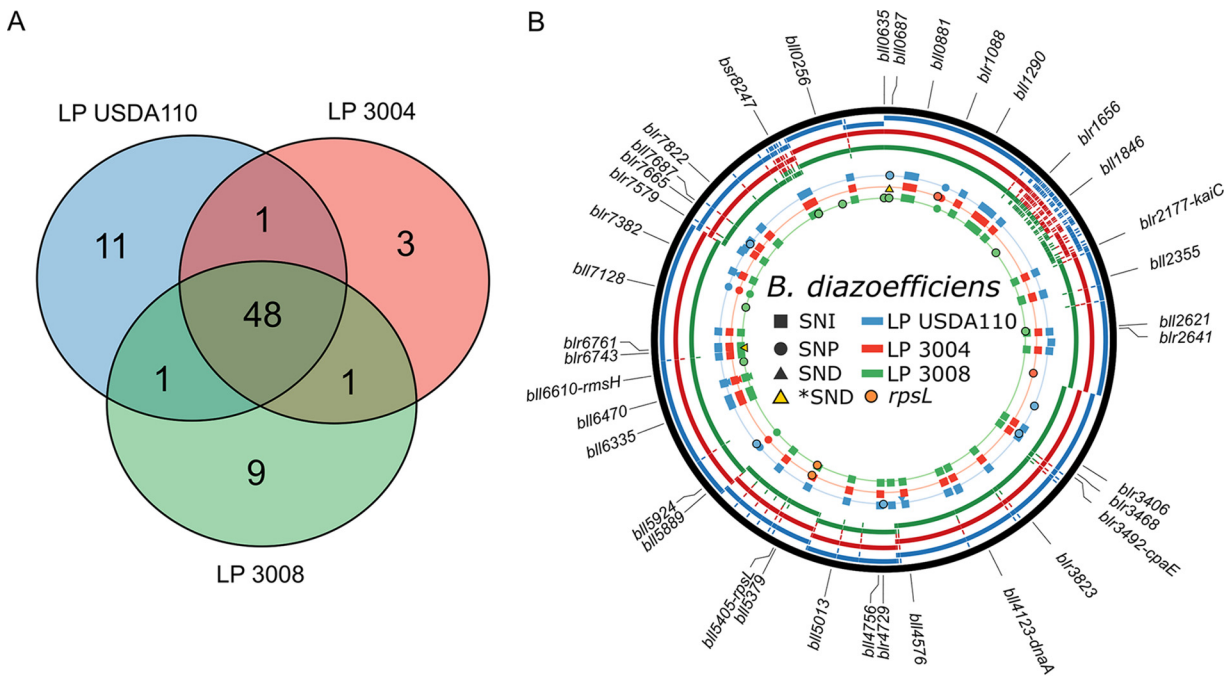 A
LP USDA110
LP 3004
11
1
3
48
1
1
9
LP 3008
B
bll0635
bll0687
bll0881
blr1088
bll1290
blr1656
bll1846
blr2177-kaiC
bll2355
bll2621
blr2641
blr3406
blr3468
blr3492-cpaE
blr3823
bll4123-dnaA
bll4576
blr4729
bll4756
bll5013
bll5379
bll5405-rpsL
bll5889
bll5924
bll6335
bll6470
bll6610-rmsH
blr6743
blr6761
bll7128
blr7382
blr7579
blr7665
bll7687
blr7822
bsr8247
bll0256
B. diazoefficiens
SNI LP USDA110
SNP LP 3004
SND LP 3008
*SND rpsL